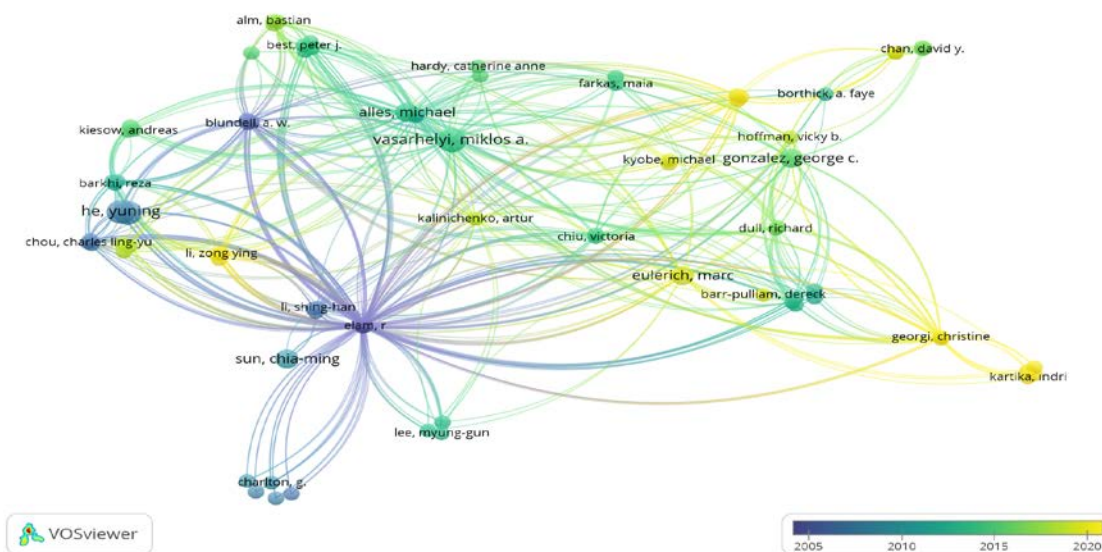 alm, bastian
best, peter j.
chan, david y.
hardy, catherine anne
farkas, maia
borthick, a. faye
alles, michael
blundell, a. w.
kiesow, andreas
vasarhelyi, miklos a.
hoffman, vicky b.
kyobe, michael
gonzalez, george c.
barkhi, reza
he, yuning
kalinichenko, artur
dull, richard
chiu, victoria
chou, charles ling-yu
li, zong ying
eulerich, marc
barr-pulliam, dereck
li, shing-han
elam, r
georgi, christine
sun, chia-ming
kartika, indri
lee, myung-gun
charlton, g.
VOSviewer
2005 2010 2015 2020